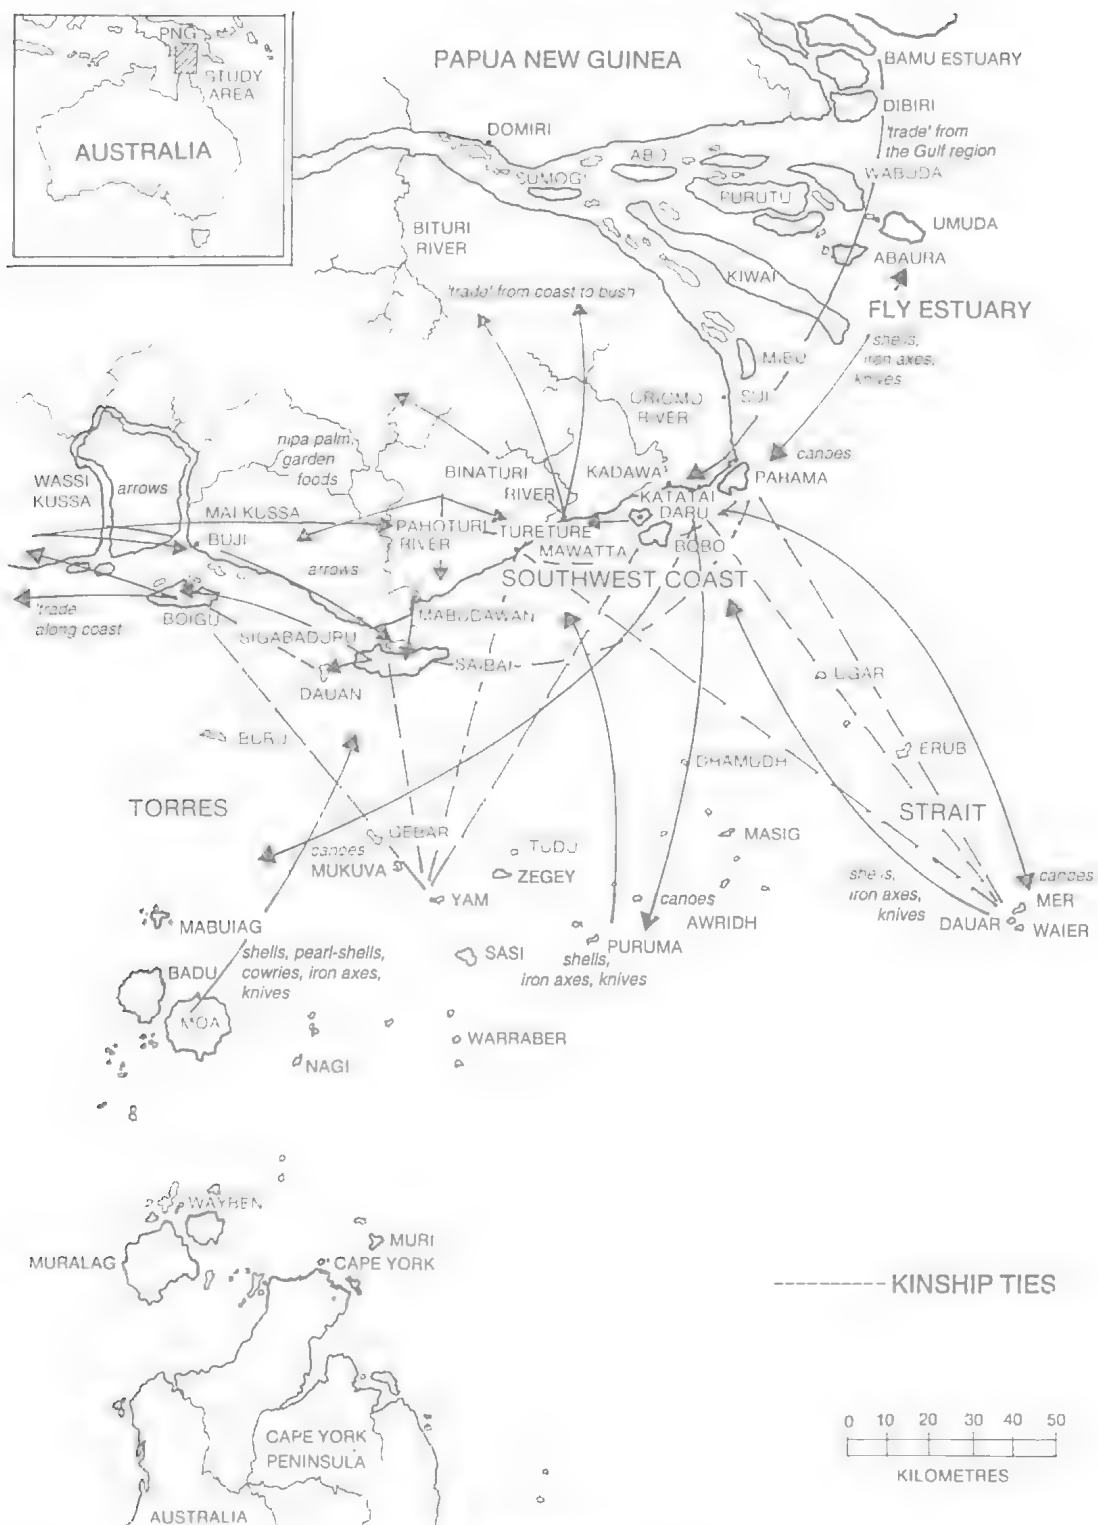 PNG
STUDY
AREA
AUSTRALIA
PAPUA NEW GUINEA
BAMU ESTUARY
DIBIRI
'trade' from
the Gulf region
DOMIRI
ABO
SUMOGI
WABUDA
PURUTU
UMUDA
ABAURA
BITURI
RIVER
KIWAI
'trade' from coast to bush
FLY ESTUARY
shells,
iron axes,
knives
MIBU
SUI
ORIOMO
RIVER
canoes
PARAMA
nipa palm,
garden
foods
BINATURI
RIVER
KADAWA
KATATAI
DARU
WASSI
KUSSA
arrows
MAI KUSSA
BUJI
PAHOTURI
RIVER
TURETURE
MAWATTA
BOBO
arrows
SOUTHWEST COAST
'trade'
along coast
BOIGU
SIGABADURU
MABUDAWAN
SAIBAI
DAUAN
UGAR
BURU
DHAMUDH
ERUB
TORRES
STRAIT
GEBAR
canoes
MUKUVA
TUDU
ZEGEY
MASIG
YAM
canoes
AWRIDH
shells,
iron axes,
knives
canoes
MER
DAUAR
WAIER
MABUIAG
shells, pearl-shells,
cowries, iron axes,
knives
SASI
PURUMA
shells,
iron axes, knives
BADU
MOA
WARRABER
NAGI
WAYBEN
MURALAG
MURI
CAPE YORK
KINSHIP TIES
0 10 20 30 40 50
KILOMETRES
CAPE YORK
PENINSULA
AUSTRALIA